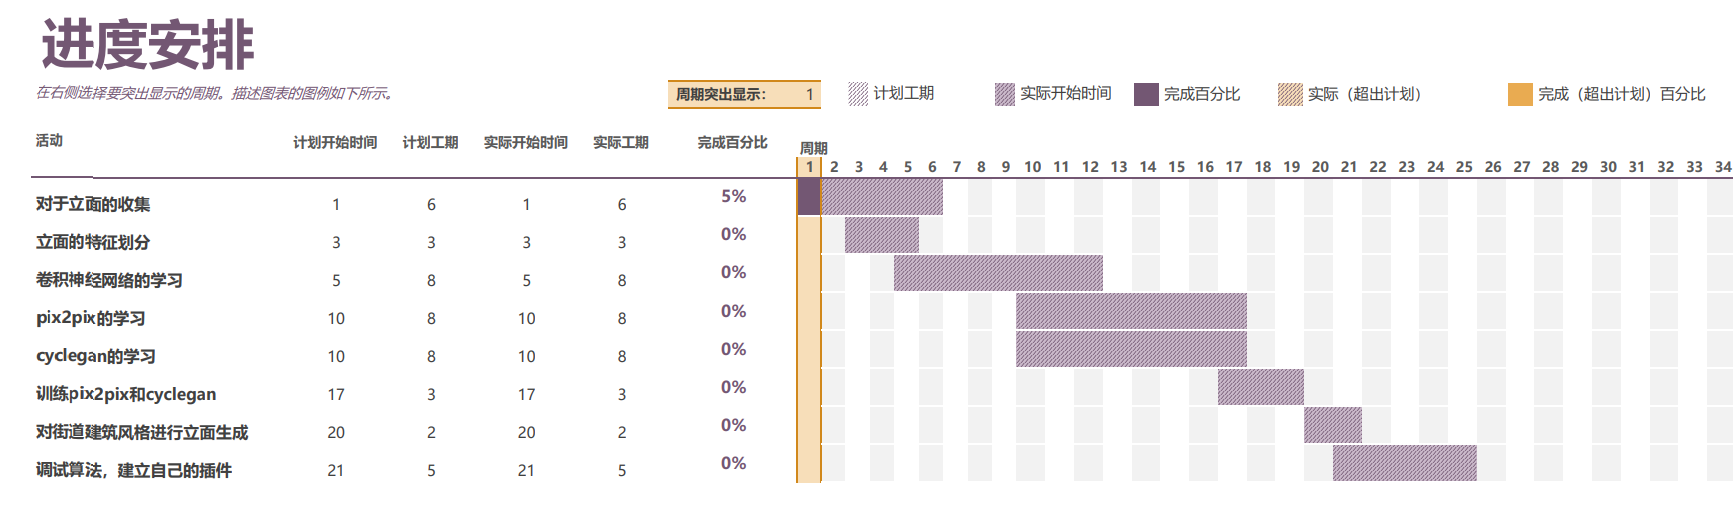 进度安排
在右侧选择要突出显示的周期。描述图表的图例如下所示。
周期突出显示： 1 计划工期 实际开始时间 完成百分比 实际（超出计划） 完成（超出计划）百分比
活动 计划开始时间 计划工期 实际开始时间 实际工期 完成百分比 周期
1 2 3 4 5 6 7 8 9 10 11 12 13 14 15 16 17 18 19 20 21 22 23 24 25 26 27 28 29 30 31 32 33 34
对于立面的收集 1 6 1 6 5%
立面的特征划分 3 3 3 3 0%
卷积神经网络的学习 5 8 5 8 0%
pix2pix的学习 10 8 10 8 0%
cyclegan的学习 10 8 10 8 0%
训练pix2pix和cyclegan 17 3 17 3 0%
对街道建筑风格进行立面生成 20 2 20 2 0%
调试算法，建立自己的插件 21 5 21 5 0%